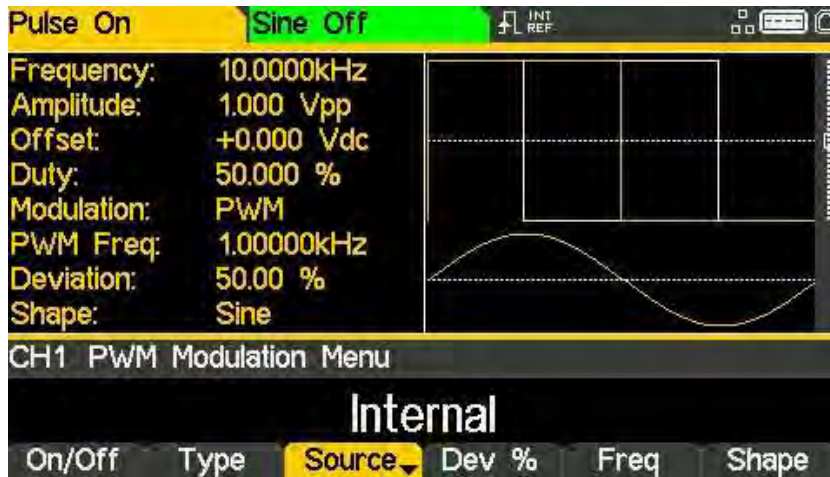 Pulse On Sine Off INT
REF
Frequency: 10.0000kHz
Amplitude: 1.000 Vpp
Offset: +0.000 Vdc
Duty: 50.000 %
Modulation: PWM
PWM Freq: 1.00000kHz
Deviation: 50.00 %
Shape: Sine
CH1 PWM Modulation Menu
Internal
On/Off Type Source Dev % Freq Shape